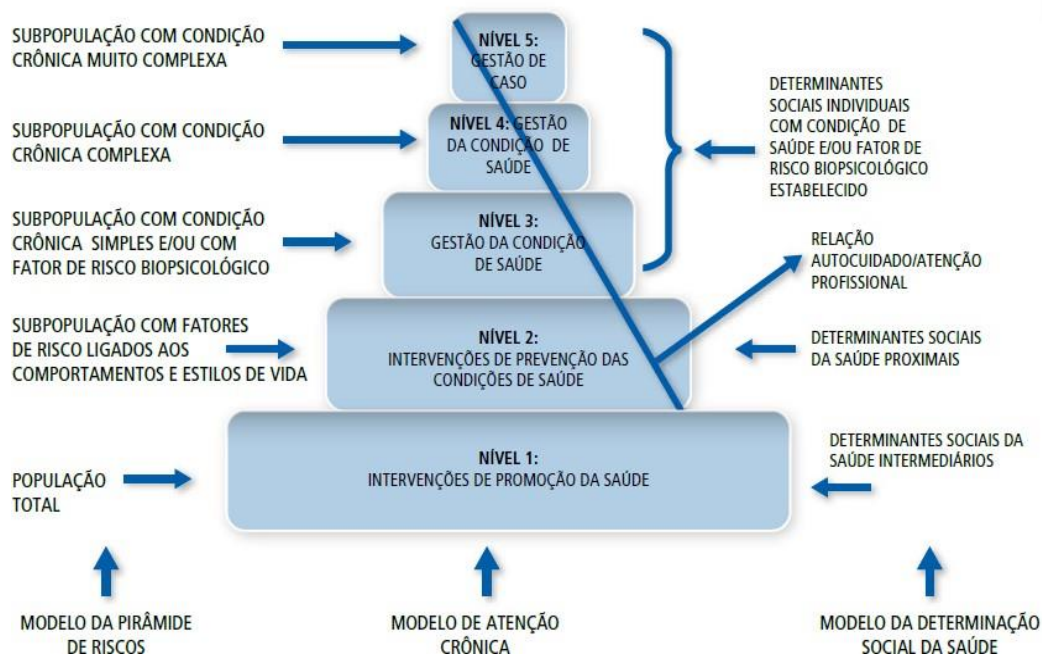 SUBPOPULAÇÃO COM CONDIÇÃO
CRÔNICA MUITO COMPLEXA
SUBPOPULAÇÃO COM CONDIÇÃO
CRÔNICA COMPLEXA
SUBPOPULAÇÃO COM CONDIÇÃO
CRÔNICA SIMPLES E/OU COM
FATOR DE RISCO BIOPSICOLÓGICO
SUBPOPULAÇÃO COM FATORES
DE RISCO LIGADOS AOS
COMPORTAMENTOS E ESTILOS DE VIDA
POPULAÇÃO
TOTAL
MODELO DA PIRÂMIDE
DE RISCOS
NÍVEL 5:
GESTÃO DE
CASO
NÍVEL 4: GESTÃO
DA CONDIÇÃO DE
SAÚDE
NÍVEL 3:
GESTÃO DA CONDIÇÃO
DE SAÚDE
NÍVEL 2:
INTERVENÇÕES DE PREVENÇÃO DAS
CONDIÇÕES DE SAÚDE
NÍVEL 1:
INTERVENÇÕES DE PROMOÇÃO DA SAÚDE
MODELO DE ATENÇÃO
CRÔNICA
DETERMINANTES
SOCIAIS INDIVIDUAIS
COM CONDIÇÃO DE
SAÚDE E/OU FATOR DE
RISCO BIOPSICOLÓGICO
ESTABELECIDO
RELAÇÃO
AUTOCUIDADO/ATENÇÃO
PROFISSIONAL
DETERMINANTES SOCIAIS
DA SAÚDE PROXIMAIS
DETERMINANTES SOCIAIS DA
SAÚDE INTERMEDIÁRIOS
MODELO DA DETERMINAÇÃO
SOCIAL DA SAÚDE